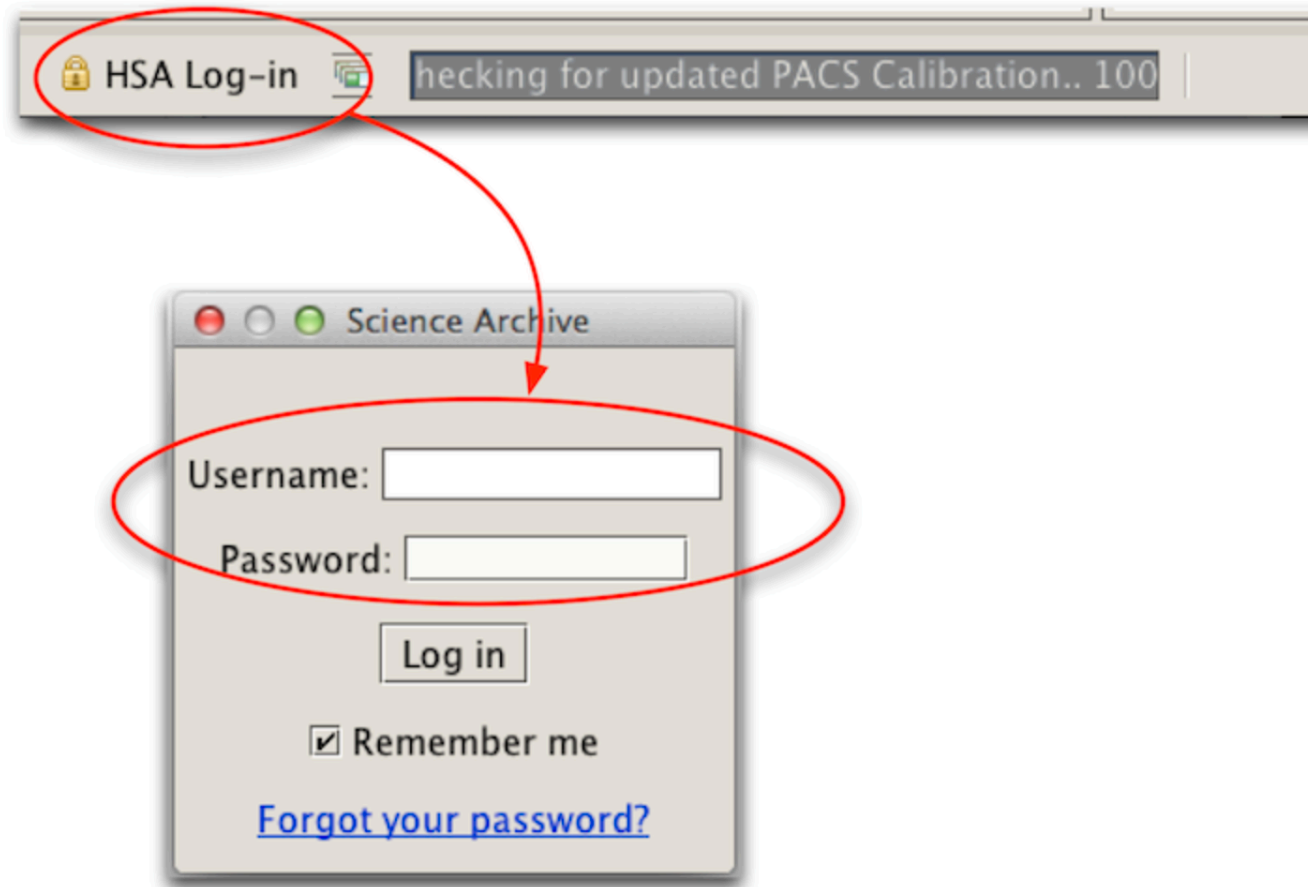 HSA Log-in
hecking for updated PACS Calibration.. 100
Science Archive
Username:
Password:
Log in
Remember me
Forgot your password?